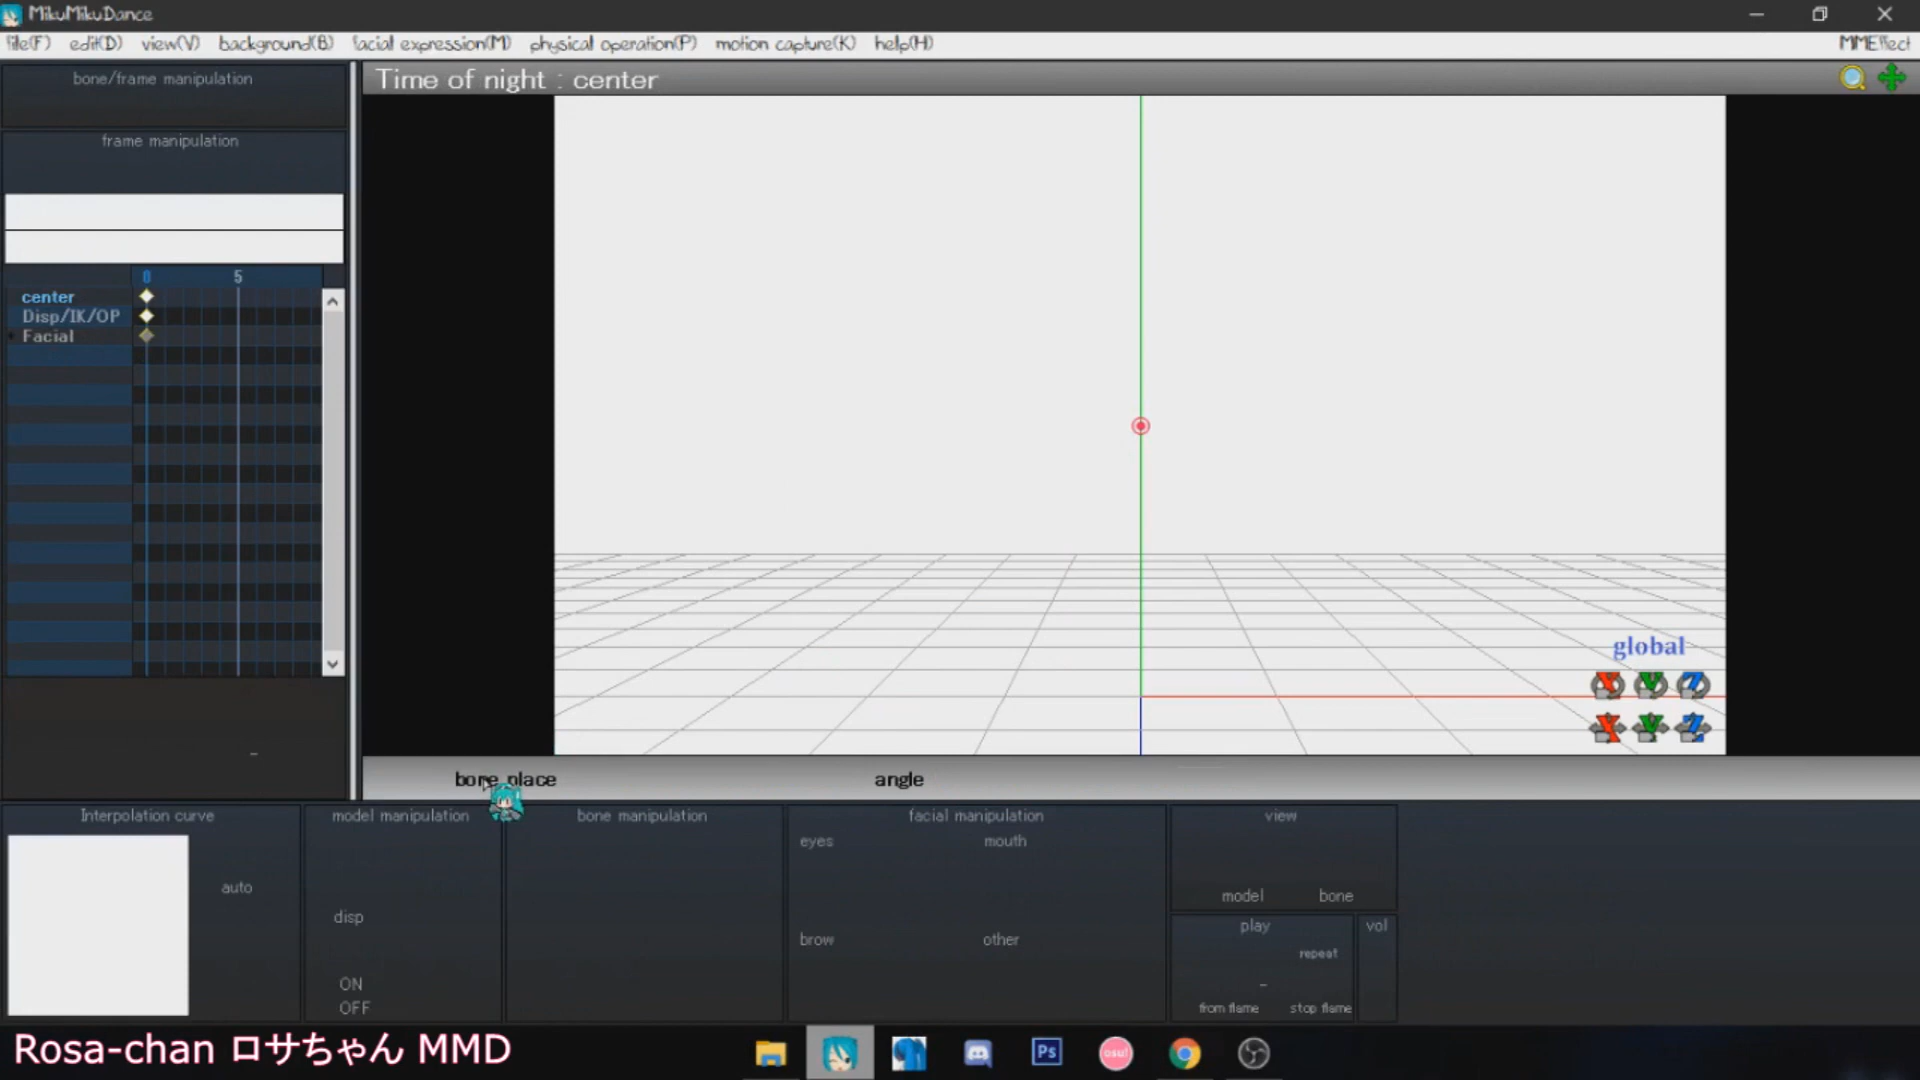 MikuMikuDance
file(F) edit(D) view(V) background(B) facial expression(M) physical operation(P) motion capture(K) help(H) MMEffect
bone/frame manipulation
Time of night : center
frame manipulation
0 5
center
Disp/IK/OP
Facial
global
X Y Z
X Y Z
bone place angle
Interpolation curve model manipulation bone manipulation facial manipulation view
eyes mouth
auto
model bone
disp
play vol
brow other
repeat
ON
OFF
from flame stop flame
Rosa-chan ロサちゃん MMD
Ps
osu!